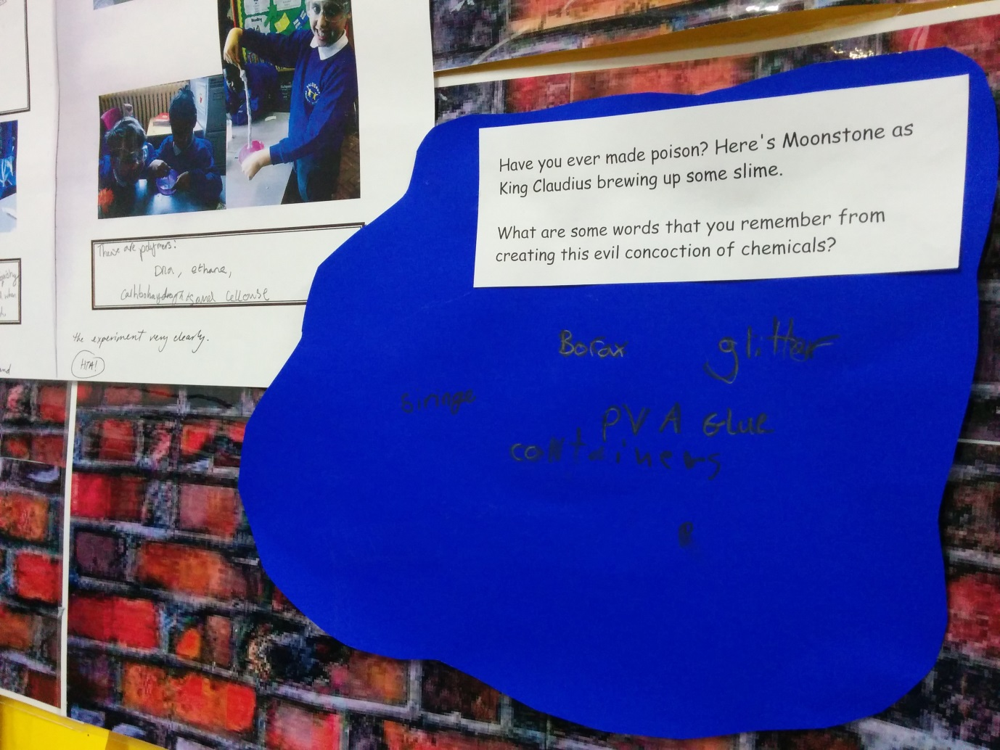 These are polymers:
DNA, ethane,
and Cellouse
the experiment very clearly.
HTA!
and
Have you ever made poison? Here's Moonstone as
King Claudius brewing up some slime.
What are some words that you remember from
creating this evil concoction of chemicals?
Borax
glitter
Siringe
PVA Glue
containers